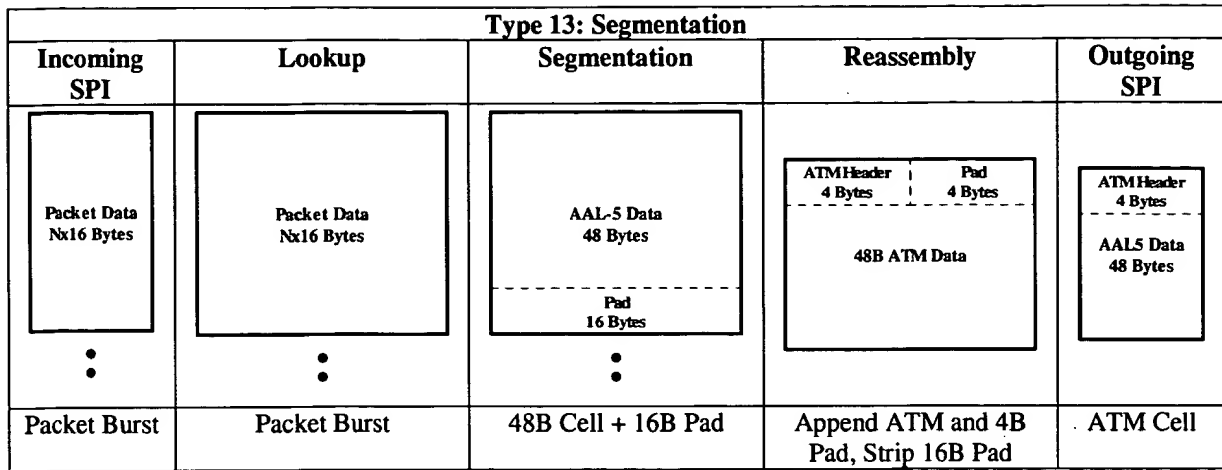 Type 13: Segmentation
Incoming
SPI
Lookup
Segmentation
Reassembly
Outgoing
SPI
Packet Data
Nx16 Bytes
Packet Data
Nx16 Bytes
AAL-5 Data
48 Bytes
Pad
16 Bytes
ATM Header
4 Bytes
Pad
4 Bytes
48B ATM Data
ATM Header
4 Bytes
AAL5 Data
48 Bytes
Packet Burst
Packet Burst
48B Cell + 16B Pad
Append ATM and 4B
Pad, Strip 16B Pad
ATM Cell